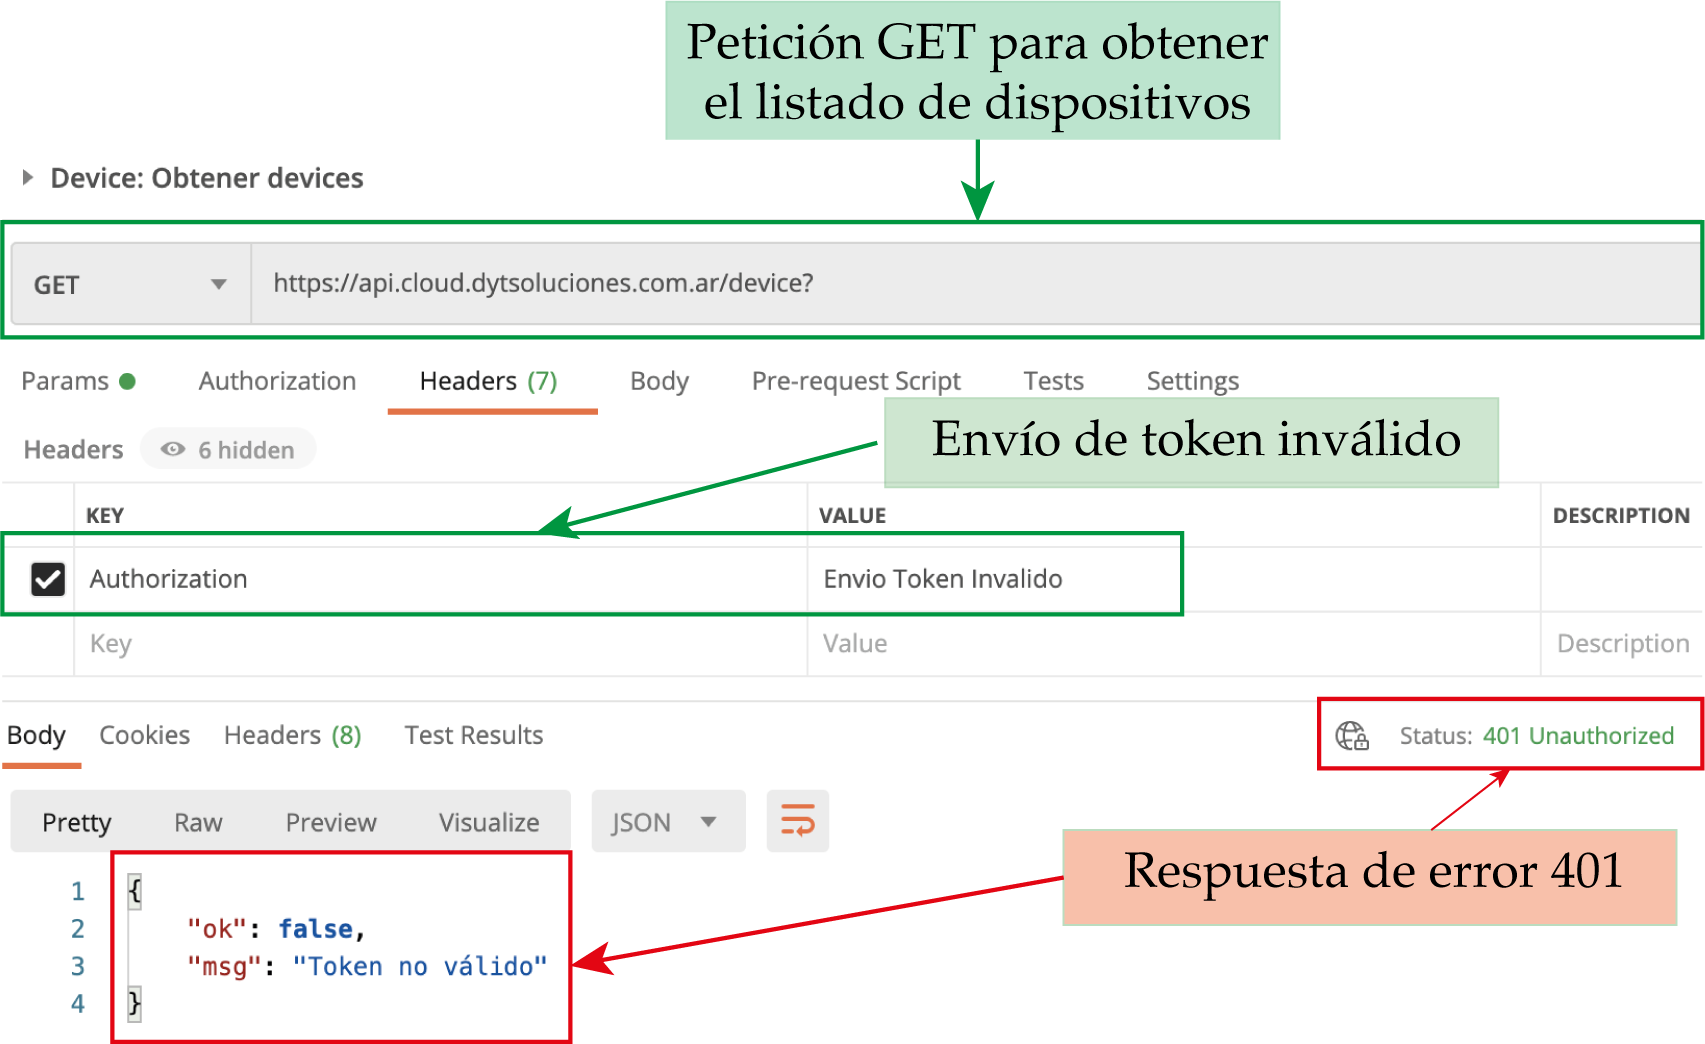 Petición GET para obtener
el listado de dispositivos
Device: Obtener devices
GET
https://api.cloud.dytsoluciones.com.ar/device?
Params Authorization Headers (7) Body Pre-request Script Tests Settings
Envío de token inválido
Headers 6 hidden
KEY VALUE DESCRIPTION
Authorization Envio Token Invalido
Key Value Description
Body Cookies Headers (8) Test Results Status: 401 Unauthorized
Pretty Raw Preview Visualize JSON
Respuesta de error 401
1 {
2 "ok": false,
3 "msg": "Token no válido"
4 }